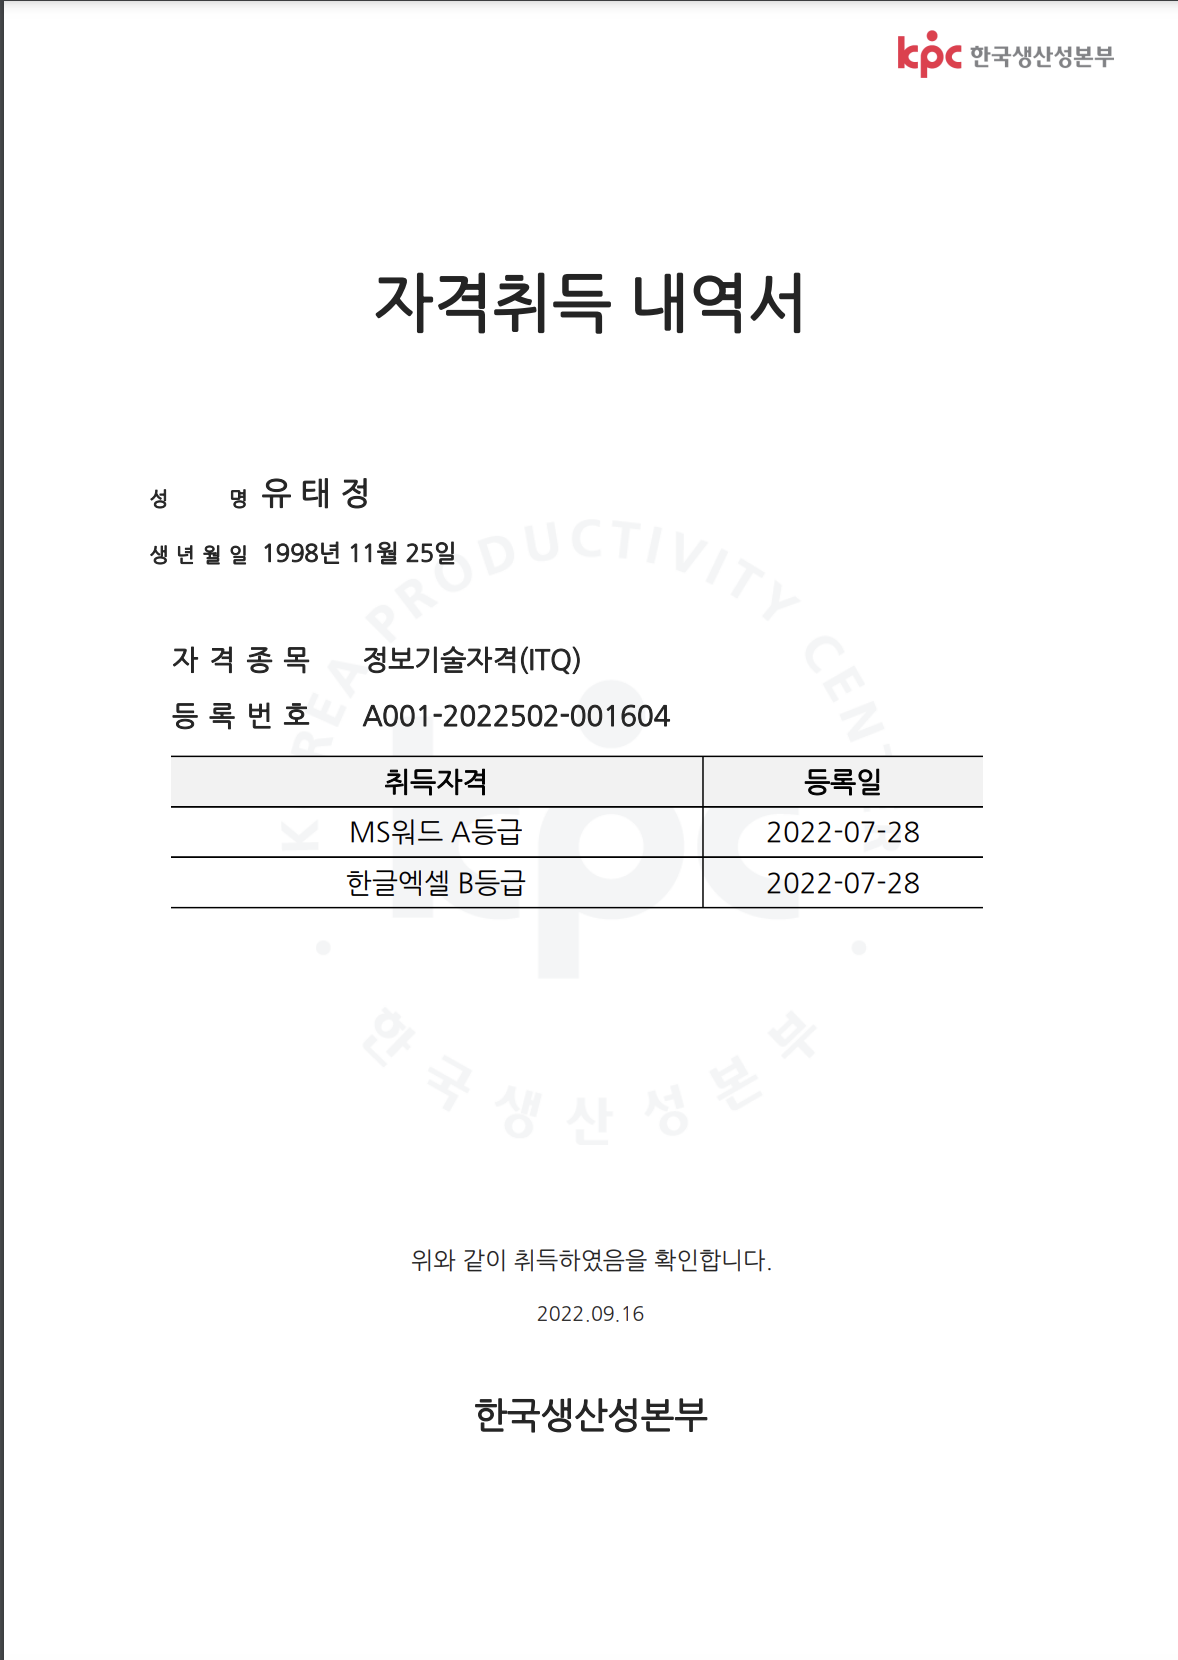 kpc 한국생산성본부
자격취득 내역서
성 명 유 태 정
생 년 월 일 1998년 11월 25일
자 격 종 목 정보기술자격(ITQ)
등 록 번 호 A001-2022502-001604
취득자격 등록일
MS워드 A등급 2022-07-28
한글엑셀 B등급 2022-07-28
KOREA PRODUCTIVITY CENTER
kpc
· 한국생산성본부 ·
위와 같이 취득하였음을 확인합니다.
2022.09.16
한국생산성본부